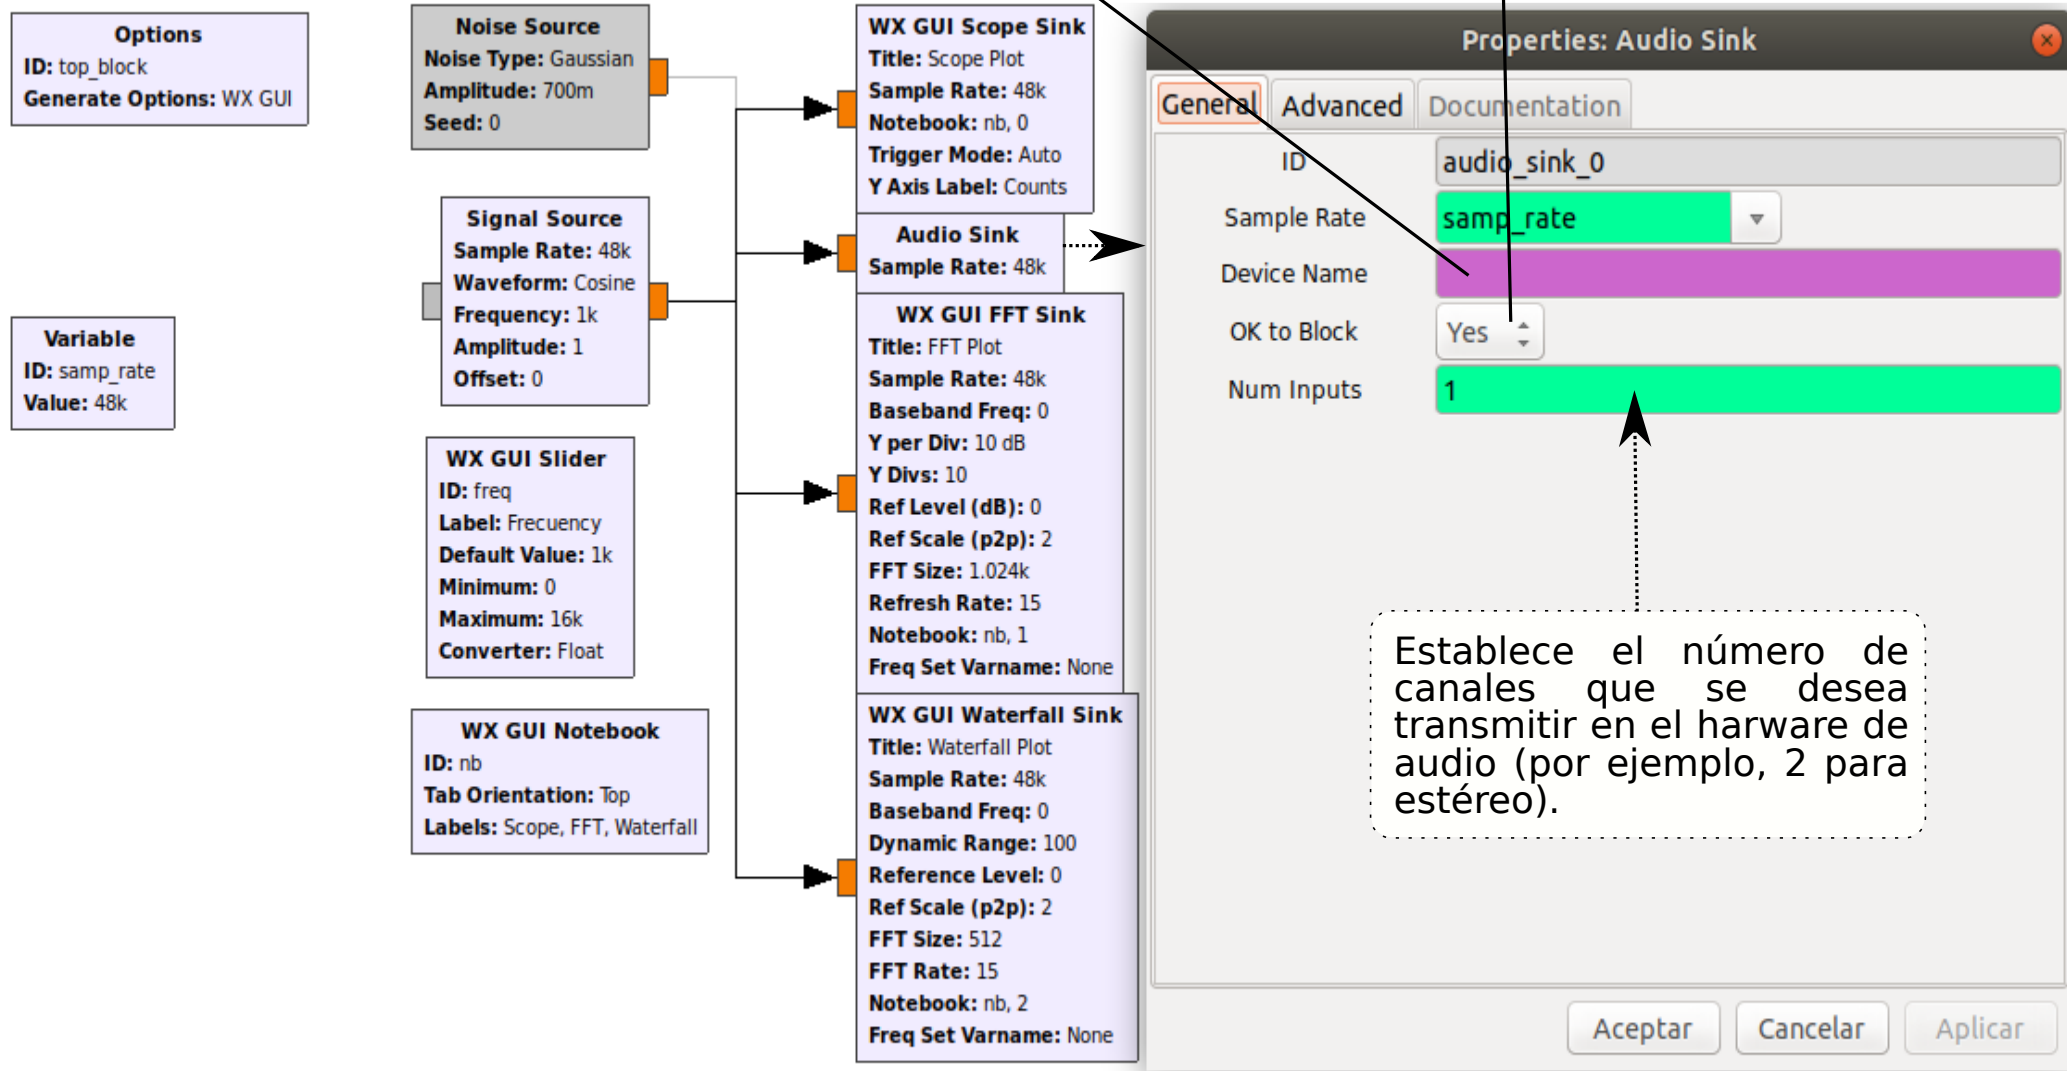 Options
ID: top_block
Generate Options: WX GUI
Variable
ID: samp_rate
Value: 48k
Noise Source
Noise Type: Gaussian
Amplitude: 700m
Seed: 0
Signal Source
Sample Rate: 48k
Waveform: Cosine
Frequency: 1k
Amplitude: 1
Offset: 0
WX GUI Slider
ID: freq
Label: Frecuency
Default Value: 1k
Minimum: 0
Maximum: 16k
Converter: Float
WX GUI Notebook
ID: nb
Tab Orientation: Top
Labels: Scope, FFT, Waterfall
WX GUI Scope Sink
Title: Scope Plot
Sample Rate: 48k
Notebook: nb, 0
Trigger Mode: Auto
Y Axis Label: Counts
Audio Sink
Sample Rate: 48k
WX GUI FFT Sink
Title: FFT Plot
Sample Rate: 48k
Baseband Freq: 0
Y per Div: 10 dB
Y Divs: 10
Ref Level (dB): 0
Ref Scale (p2p): 2
FFT Size: 1.024k
Refresh Rate: 15
Notebook: nb, 1
Freq Set Varname: None
WX GUI Waterfall Sink
Title: Waterfall Plot
Sample Rate: 48k
Baseband Freq: 0
Dynamic Range: 100
Reference Level: 0
Ref Scale (p2p): 2
FFT Size: 512
FFT Rate: 15
Notebook: nb, 2
Freq Set Varname: None
Properties: Audio Sink
General Advanced Documentation
ID audio_sink_0
Sample Rate samp_rate
Device Name
OK to Block Yes
Num Inputs 1
Establece el número de
canales que se desea
transmitir en el harware de
audio (por ejemplo, 2 para
estéreo).
Aceptar Cancelar Aplicar